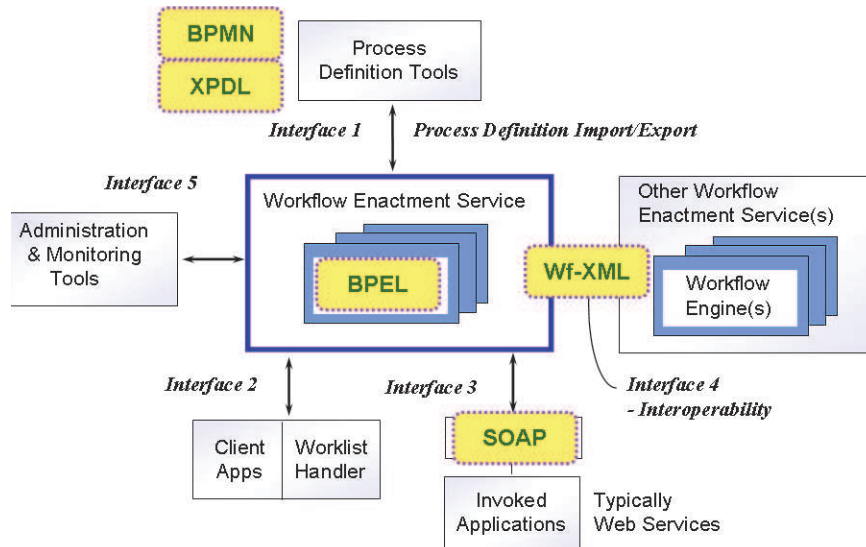 BPMN
XPDL
Process
Definition Tools
Interface 1
Process Definition Import/Export
Interface 5
Administration
& Monitoring
Tools
Workflow Enactment Service
BPEL
Wf-XML
Other Workflow
Enactment Service(s)
Workflow
Engine(s)
Interface 2
Interface 3
Interface 4
- Interoperability
Client
Apps
Worklist
Handler
SOAP
Invoked
Applications
Typically
Web Services